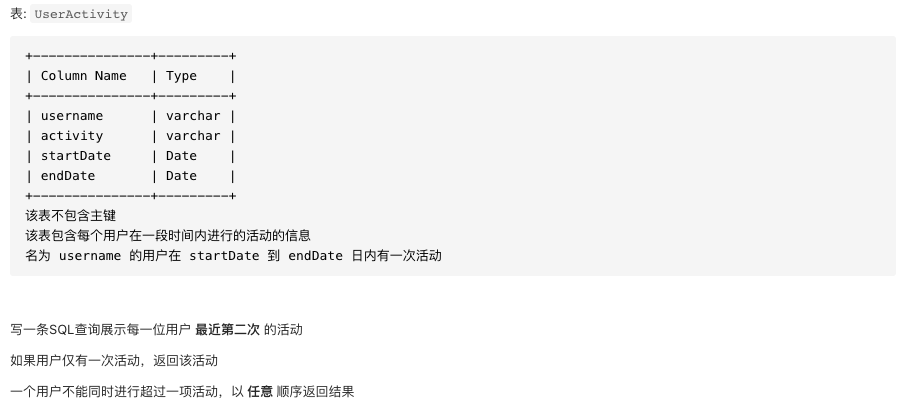 表: UserActivity
+---------------+---------+
| Column Name   | Type    |
+---------------+---------+
| username      | varchar |
| activity      | varchar |
| startDate     | Date    |
| endDate       | Date    |
+---------------+---------+
该表不包含主键
该表包含每个用户在一段时间内进行的活动的信息
名为 username 的用户在 startDate 到 endDate 日内有一次活动
写一条SQL查询展示每一位用户 最近第二次 的活动
如果用户仅有一次活动，返回该活动
一个用户不能同时进行超过一项活动，以 任意 顺序返回结果